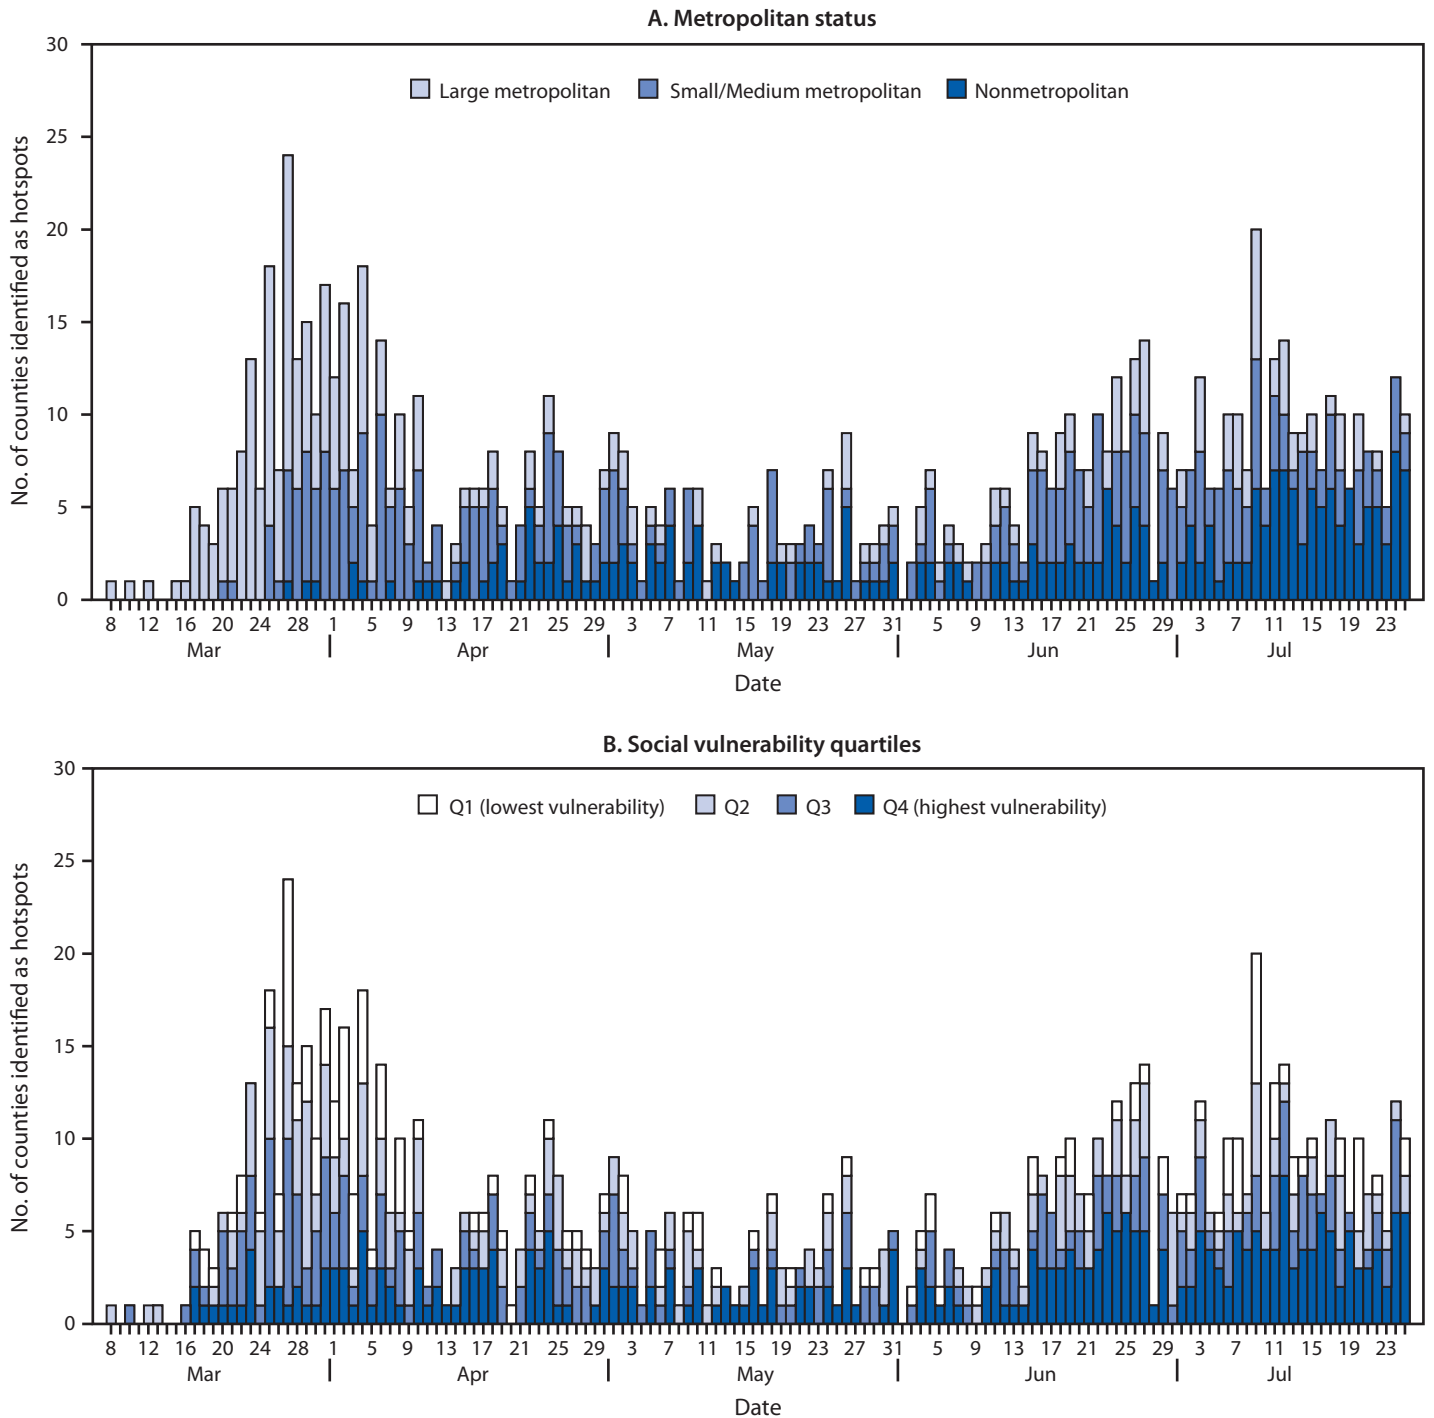 A. Metropolitan status
30
Large metropolitan Small/Medium metropolitan Nonmetropolitan
25
20
15
10
5
0
No. of counties identified as hotspots
8 12 16 20 24 28 1 5 9 13 17 21 25 29 3 7 11 15 19 23 27 31 5 9 13 17 21 25 29 3 7 11 15 19 23
Mar Apr May Jun Jul
Date
B. Social vulnerability quartiles
30
Q1 (lowest vulnerability) Q2 Q3 Q4 (highest vulnerability)
25
20
15
10
5
0
No. of counties identified as hotspots
8 12 16 20 24 28 1 5 9 13 17 21 25 29 3 7 11 15 19 23 27 31 5 9 13 17 21 25 29 3 7 11 15 19 23
Mar Apr May Jun Jul
Date